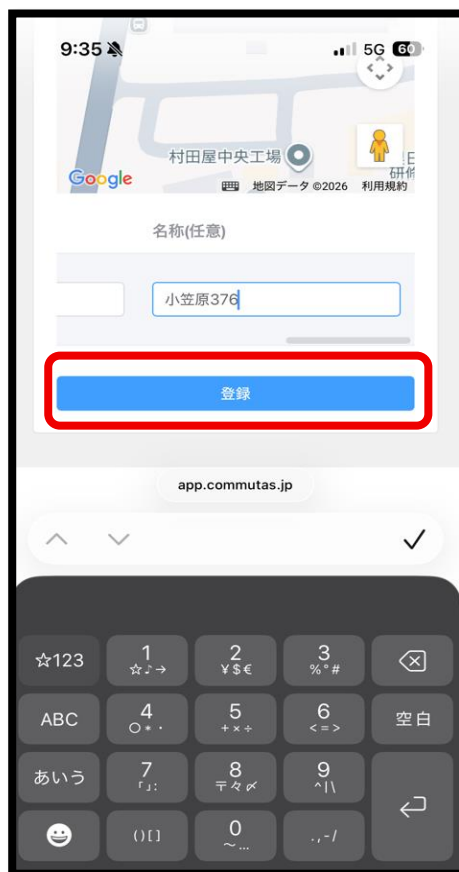 9:35
5G 60
村田屋中央工場
研修
Google
地図データ ©2026 利用規約
名称(任意)
小笠原376
登録
app.commutas.jp
☆123
1
☆♪→
2
¥$€
3
%°#
ABC
4
○*・
5
+×÷
6
<=>
空白
あいう
7
「」:
8
〒々〆
9
^|\
()[]
0
~…
.,-/